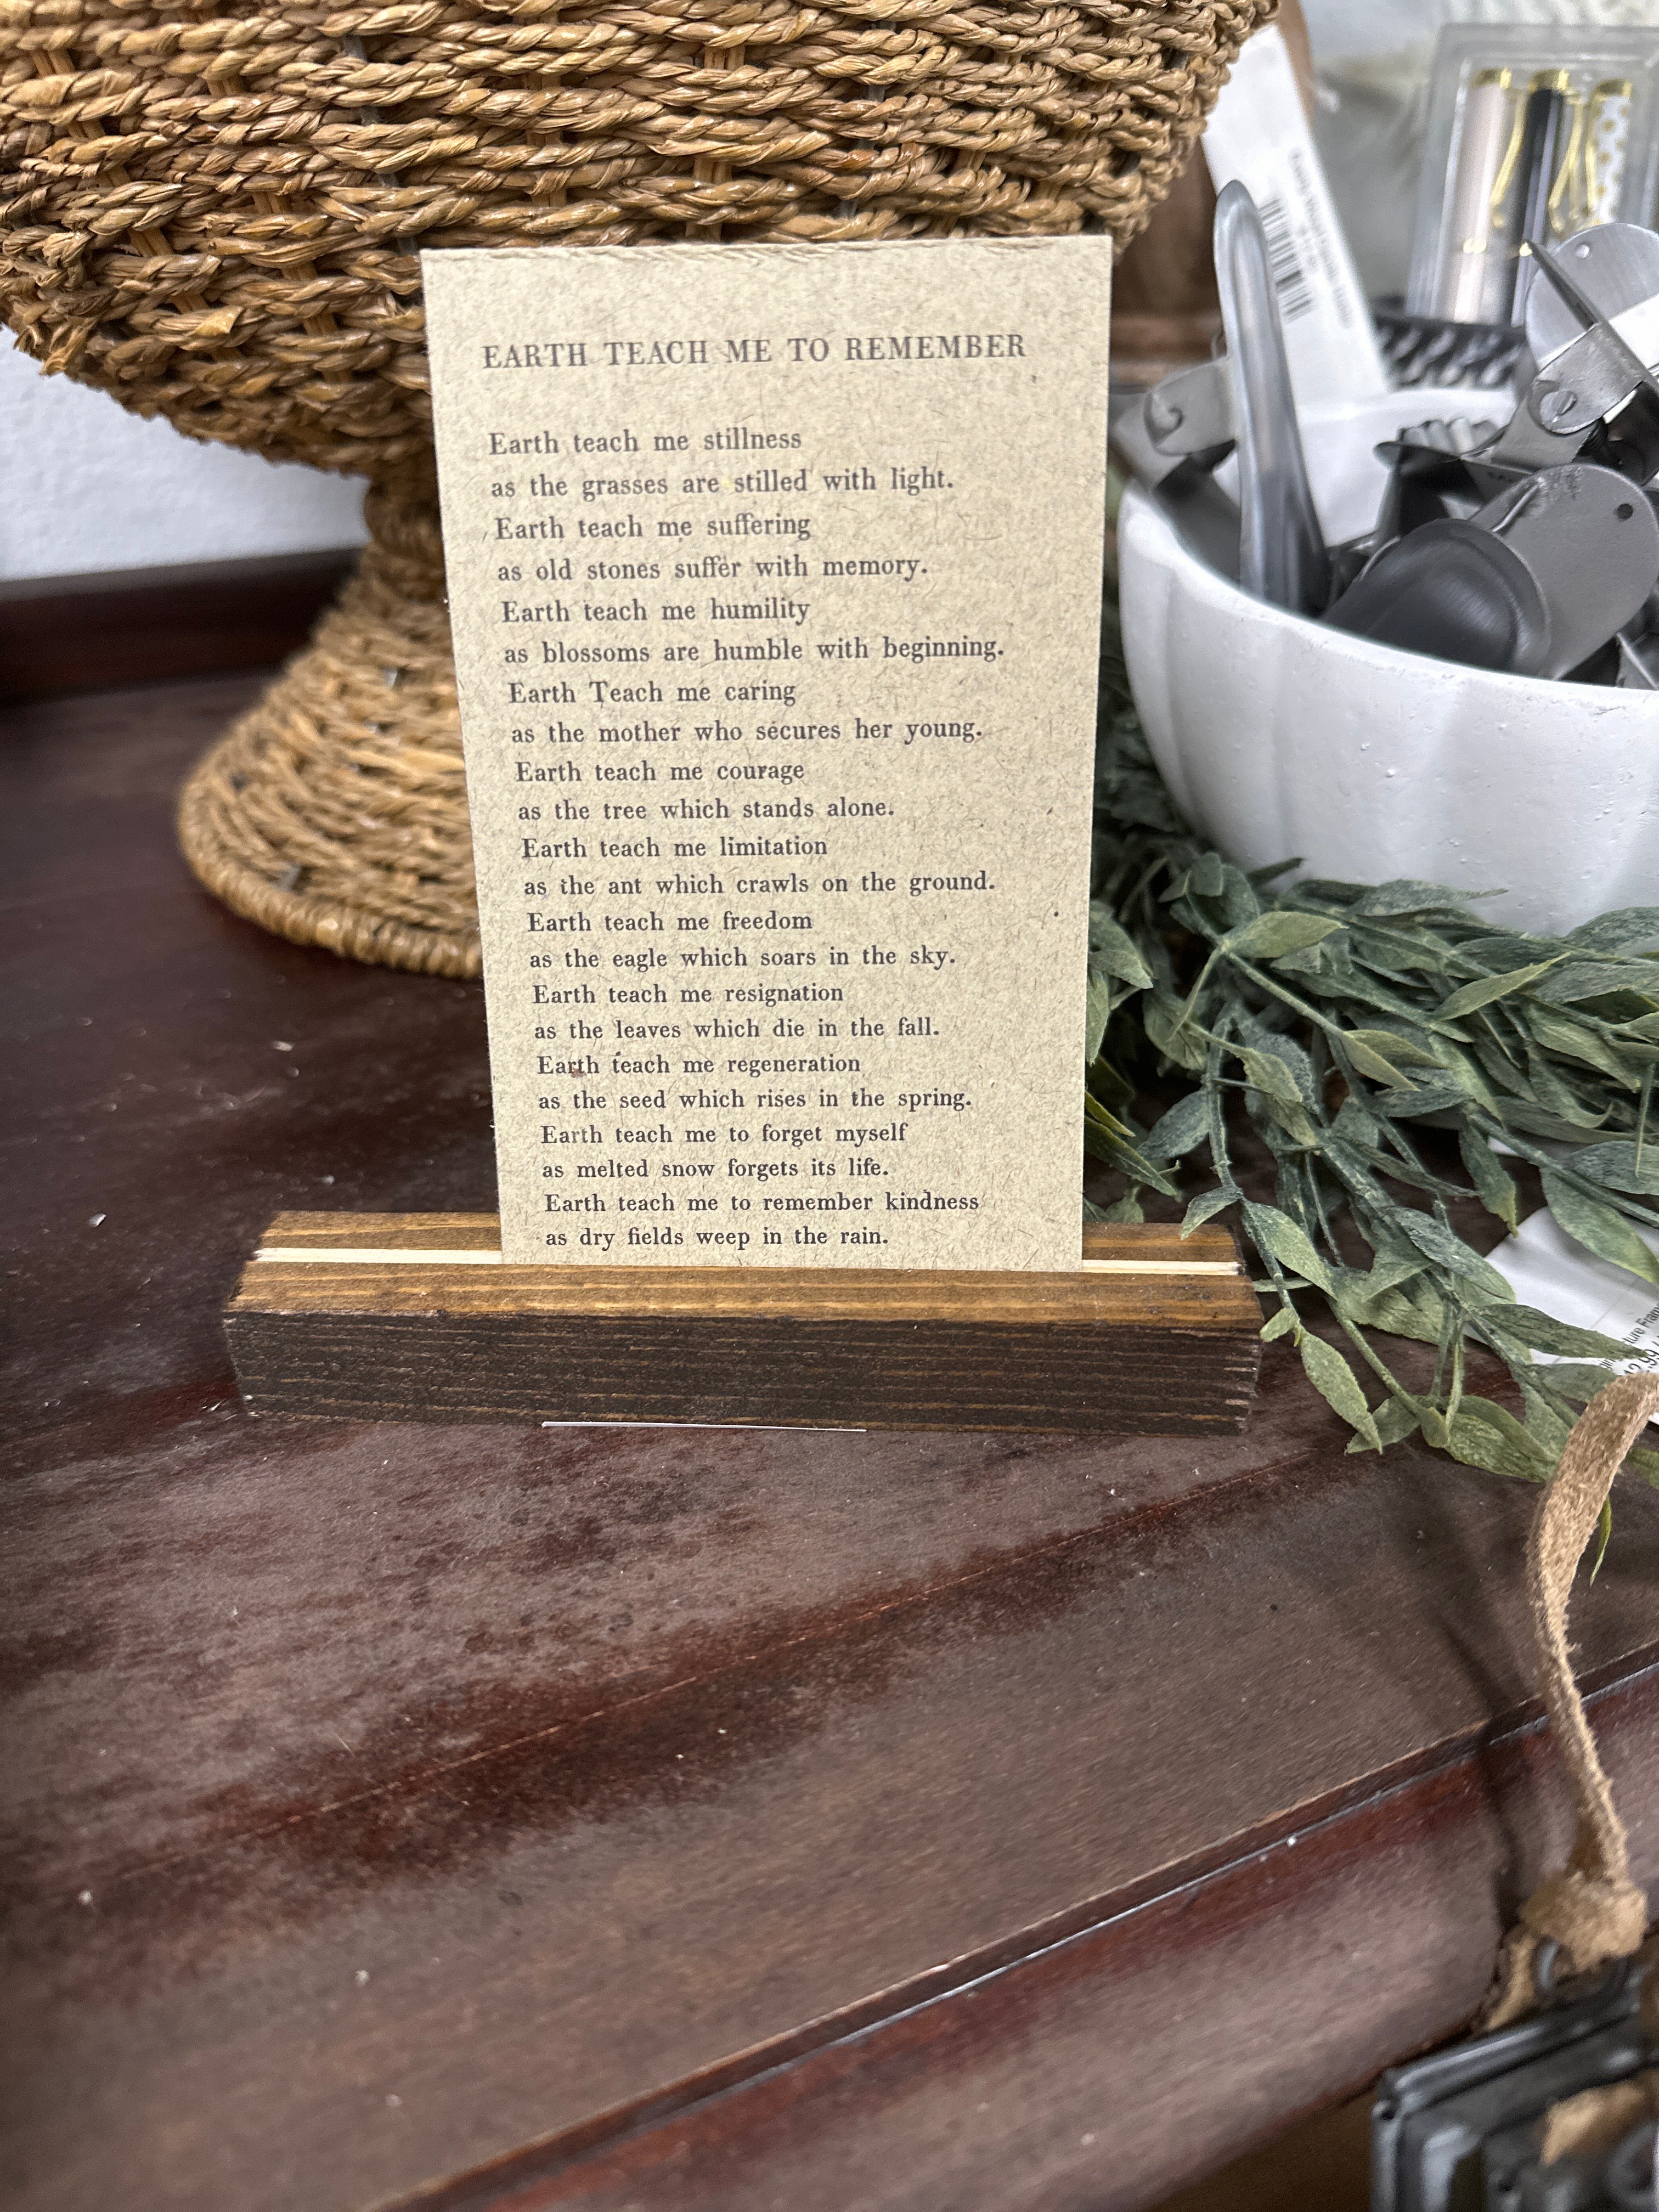 EARTH TEACH ME TO REMEMBER
Earth teach me stillness
as the grasses are stilled with light.
Earth teach me suffering
as old stones suffer with memory.
Earth teach me humility
as blossoms are humble with beginning.
Earth Teach me caring
as the mother who secures her young.
Earth teach me courage
as the tree which stands alone.
Earth teach me limitation
as the ant which crawls on the ground.
Earth teach me freedom
as the eagle which soars in the sky.
Earth teach me resignation
as the leaves which die in the fall.
Earth teach me regeneration
as the seed which rises in the spring.
Earth teach me to forget myself
as melted snow forgets its life.
Earth teach me to remember kindness
as dry fields weep in the rain.